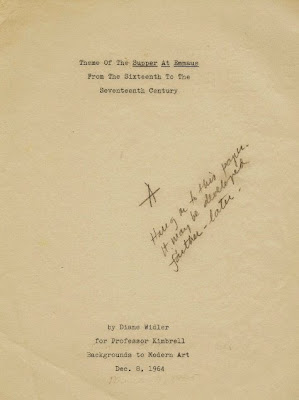 Theme Of The Supper At Emmaus
From The Sixteenth To The
Seventeenth Century
A
Hang on to this paper.
It may be developed
further - later -
by Diane Widler
for Professor Kimbrell
Backgrounds to Modern Art
Dec. 8, 1964